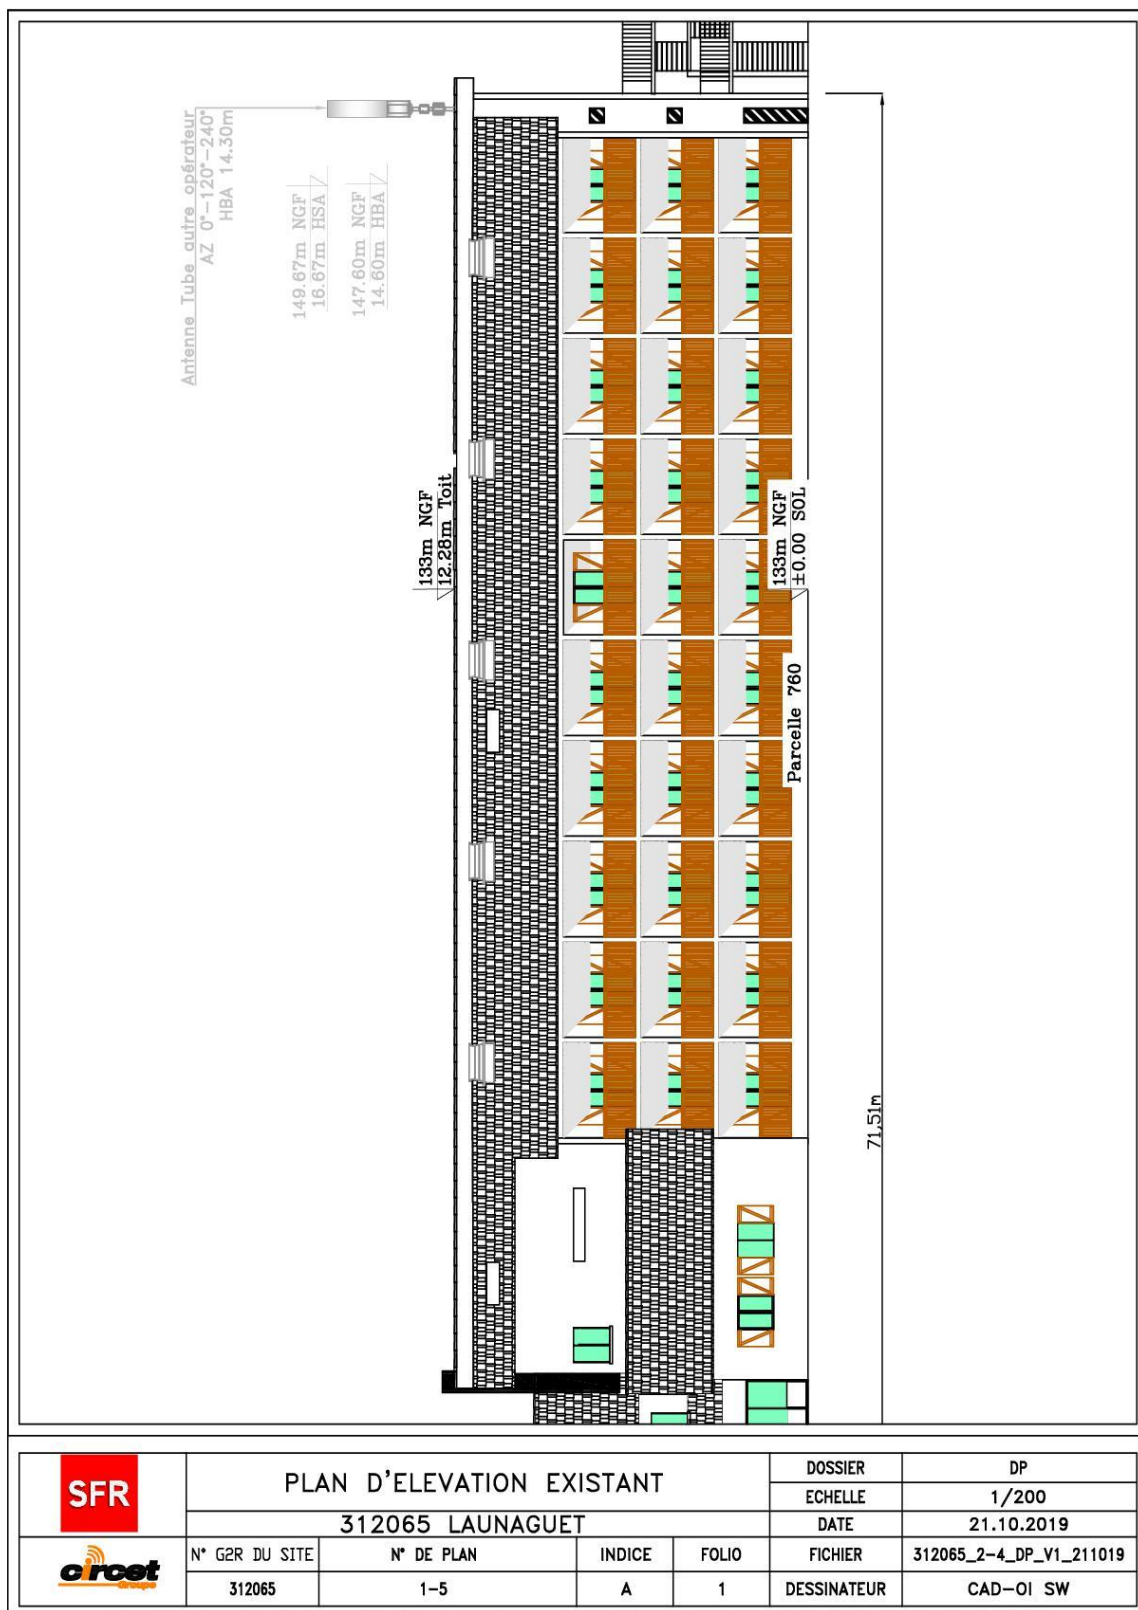 Antenne Tube autre opérateur
AZ 0°-120°-240°
HBA 14.30m
149.67m NGF
16.67m HSA
147.60m NGF
14.60m HBA
133m NGF
12.28m Toit
133m NGF
±0.00 SOL
Parcelle 760
71,51m
SFR
PLAN D'ELEVATION EXISTANT
312065 LAUNAGUET
DOSSIER
DP
ECHELLE
1/200
DATE
21.10.2019
circet
Groupe
N° G2R DU SITE
N° DE PLAN
INDICE
FOLIO
FICHIER
312065_2-4_DP_V1_211019
312065
1-5
A
1
DESSINATEUR
CAD-OI SW